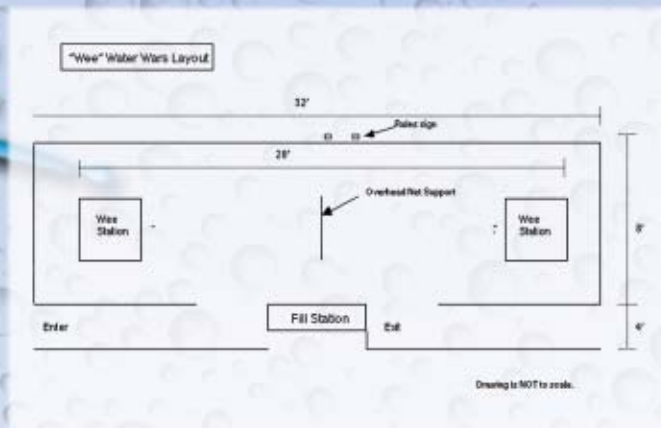 "Wee" Water Wars Layout
32'
Rules sign
28'
Overhead Net Support
Wee
Station
Wee
Station
8'
Fill Station
Enter
Exit
4'
Drawing is NOT to scale.